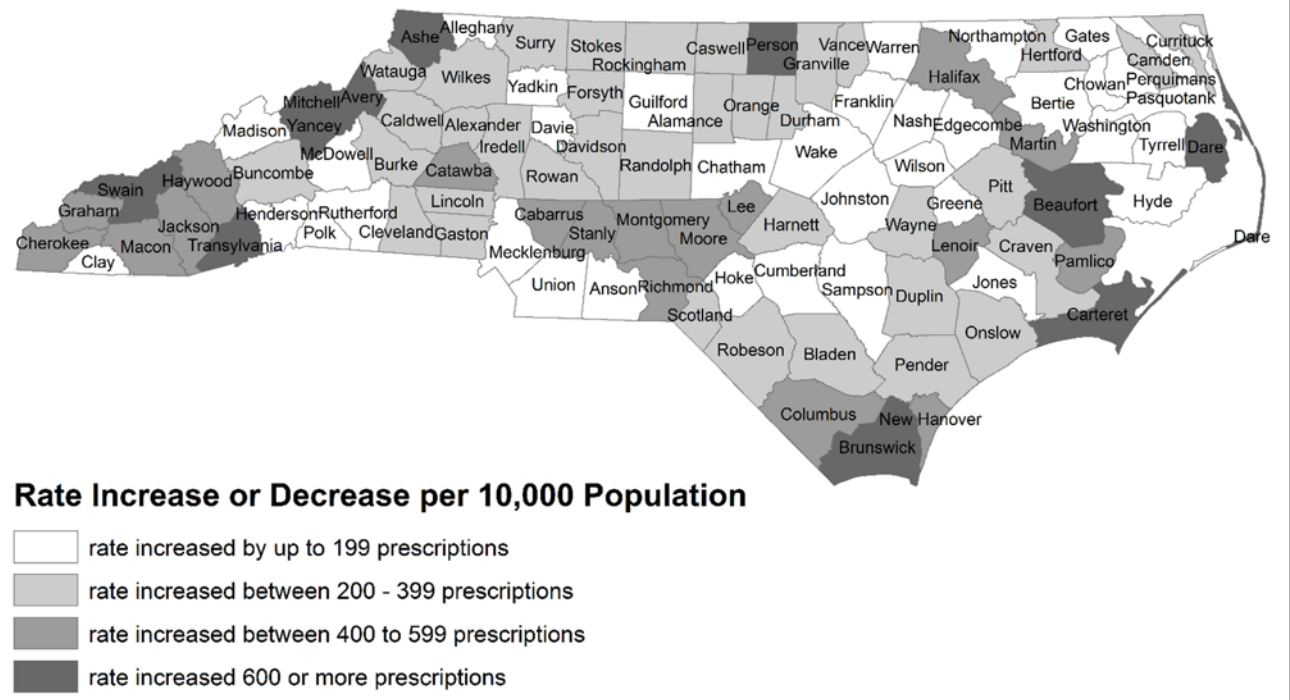 Ashe
Alleghany
Surry
Stokes
Rockingham
Caswell
Person
Vance
Granville
Warren
Northampton
Hertford
Gates
Currituck
Camden
Watauga
Wilkes
Yadkin
Forsyth
Guilford
Alamance
Orange
Durham
Franklin
Halifax
Bertie
Chowan
Perquimans
Pasquotank
Mitchell
Avery
Yancey
Madison
Caldwell
Alexander
Iredell
Davie
Davidson
Nash
Edgecombe
Martin
Washington
Tyrrell
Dare
McDowell
Burke
Catawba
Rowan
Randolph
Chatham
Wake
Wilson
Swain
Haywood
Buncombe
Pitt
Beaufort
Hyde
Graham
Jackson
Henderson
Rutherford
Polk
Cleveland
Lincoln
Gaston
Cabarrus
Stanly
Montgomery
Moore
Lee
Harnett
Johnston
Wayne
Greene
Lenoir
Craven
Pamlico
Dare
Cherokee
Macon
Transylvania
Clay
Mecklenburg
Union
Anson
Richmond
Hoke
Cumberland
Sampson
Duplin
Jones
Scotland
Onslow
Carteret
Robeson
Bladen
Pender
Columbus
New Hanover
Brunswick
Rate Increase or Decrease per 10,000 Population
rate increased by up to 199 prescriptions
rate increased between 200 - 399 prescriptions
rate increased between 400 to 599 prescriptions
rate increased 600 or more prescriptions